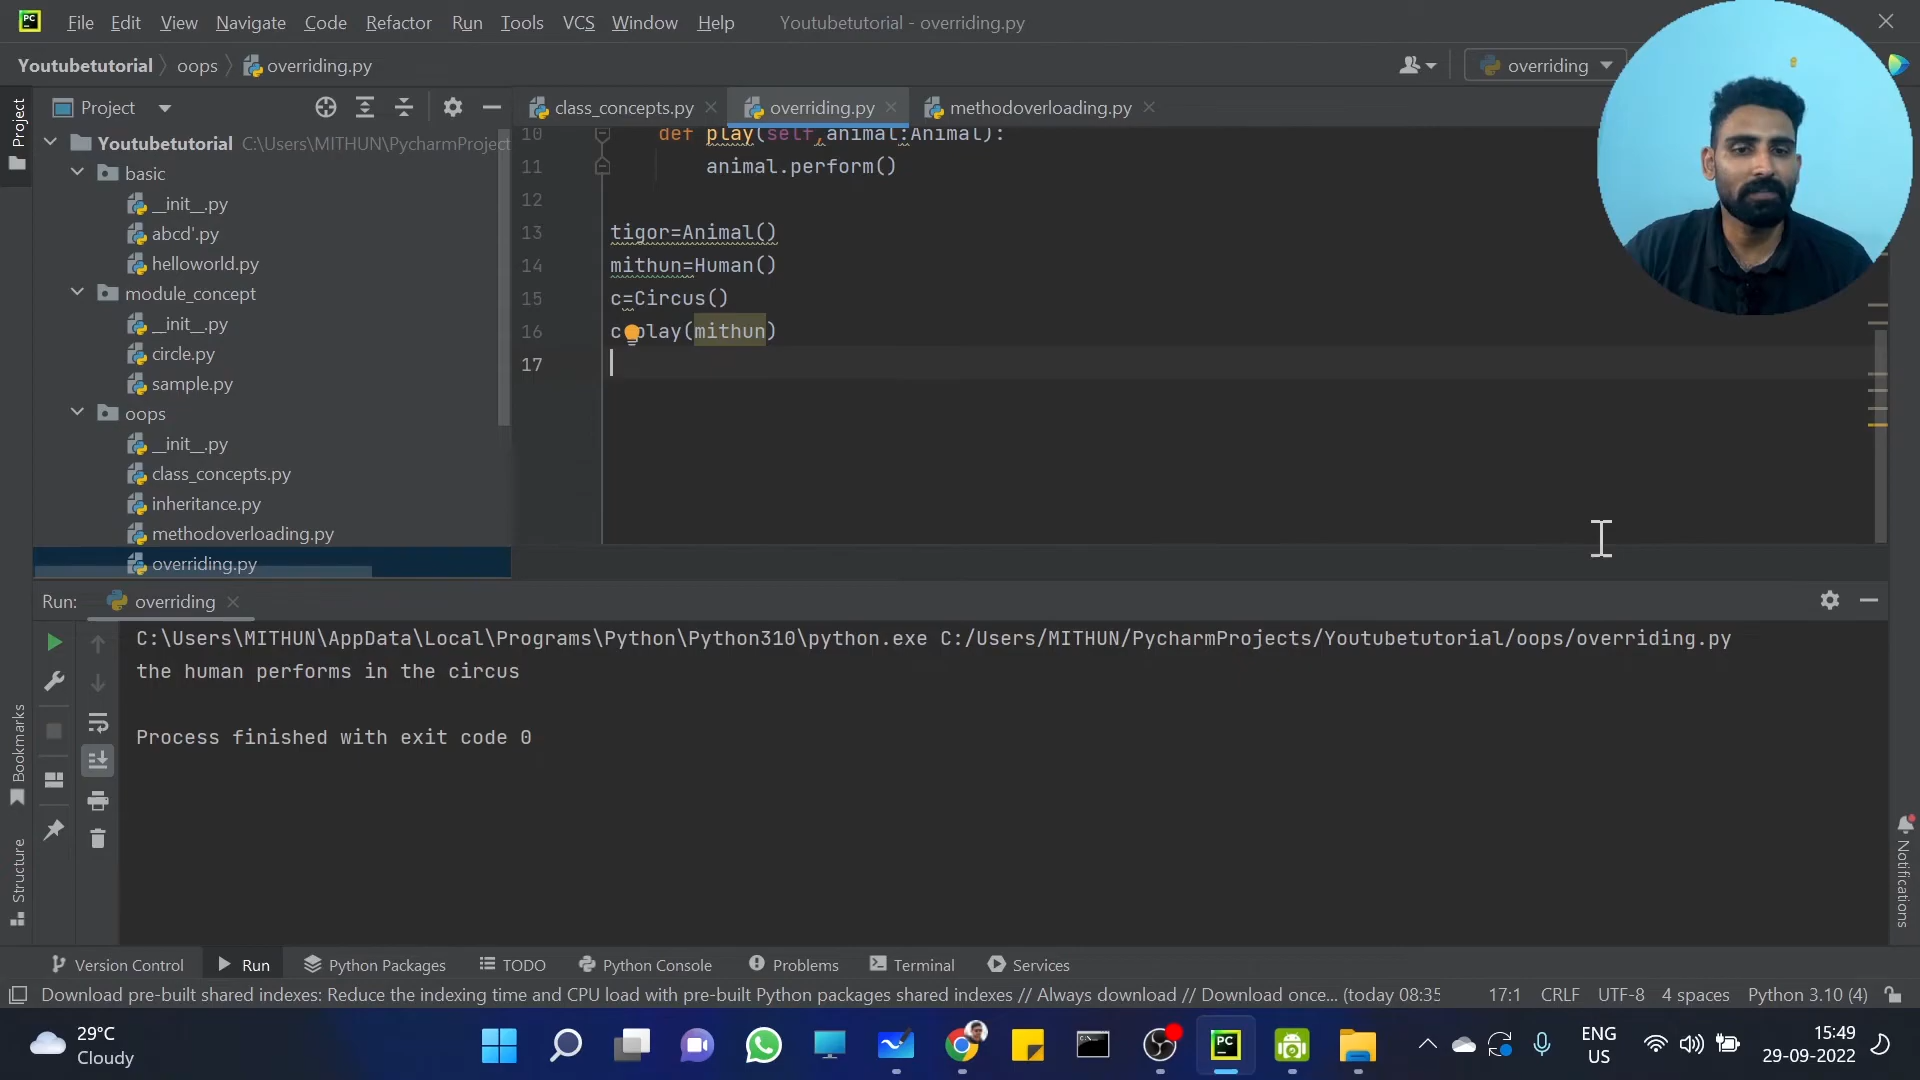 PC File Edit View Navigate Code Refactor Run Tools VCS Window Help Youtubetutorial - overriding.py
Youtubetutorial oops overriding.py overriding
Project
Project
class_concepts.py overriding.py methodoverloading.py
Youtubetutorial C:\Users\MITHUN\PycharmProject
basic
__init__.py
abcd'.py
helloworld.py
module_concept
__init__.py
circle.py
sample.py
oops
__init__.py
class_concepts.py
inheritance.py
methodoverloading.py
overriding.py
10 def play(self,animal:Animal):
11 animal.perform()
12
13 tigor=Animal()
14 mithun=Human()
15 c=Circus()
16 c play(mithun)
17
Run: overriding
C:\Users\MITHUN\AppData\Local\Programs\Python\Python310\python.exe C:/Users/MITHUN/PycharmProjects/Youtubetutorial/oops/overriding.py
the human performs in the circus
Process finished with exit code 0
Bookmarks
Structure
Notifications
Version Control Run Python Packages TODO Python Console Problems Terminal Services
Download pre-built shared indexes: Reduce the indexing time and CPU load with pre-built Python packages shared indexes // Always download // Download once... (today 08:35 17:1 CRLF UTF-8 4 spaces Python 3.10 (4)
29°C
Cloudy
PC
ENG
US
15:49
29-09-2022